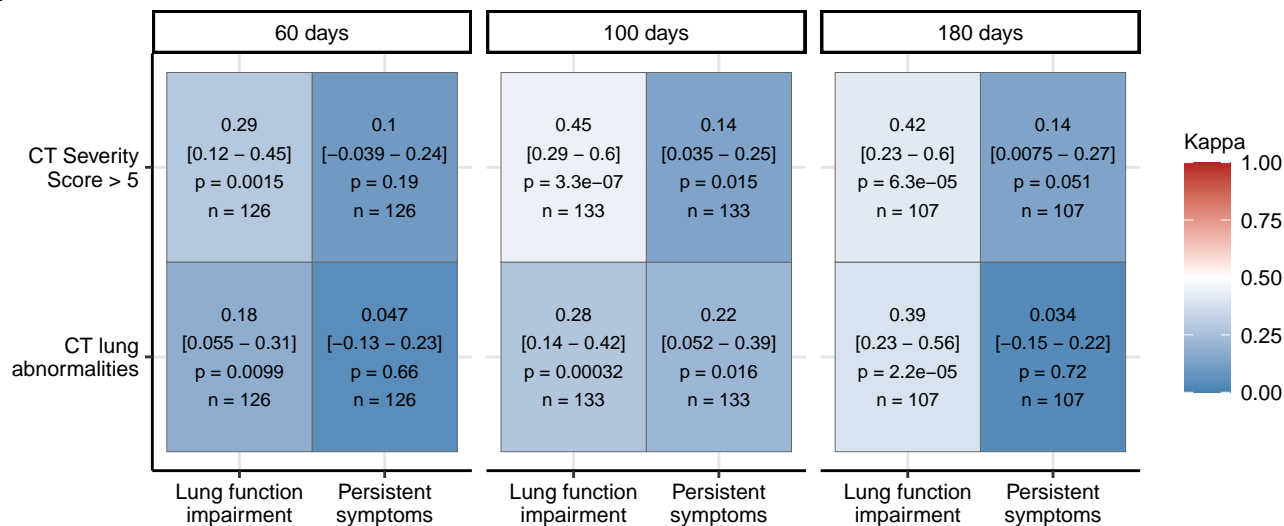 60 days
100 days
180 days
CT Severity
Score > 5
0.29
[0.12 − 0.45]
p = 0.0015
n = 126
0.1
[−0.039 − 0.24]
p = 0.19
n = 126
0.45
[0.29 − 0.6]
p = 3.3e−07
n = 133
0.14
[0.035 − 0.25]
p = 0.015
n = 133
0.42
[0.23 − 0.6]
p = 6.3e−05
n = 107
0.14
[0.0075 − 0.27]
p = 0.051
n = 107
CT lung
abnormalities
0.18
[0.055 − 0.31]
p = 0.0099
n = 126
0.047
[−0.13 − 0.23]
p = 0.66
n = 126
0.28
[0.14 − 0.42]
p = 0.00032
n = 133
0.22
[0.052 − 0.39]
p = 0.016
n = 133
0.39
[0.23 − 0.56]
p = 2.2e−05
n = 107
0.034
[−0.15 − 0.22]
p = 0.72
n = 107
Lung function
impairment
Persistent
symptoms
Lung function
impairment
Persistent
symptoms
Lung function
impairment
Persistent
symptoms
Kappa
1.00
0.75
0.50
0.25
0.00